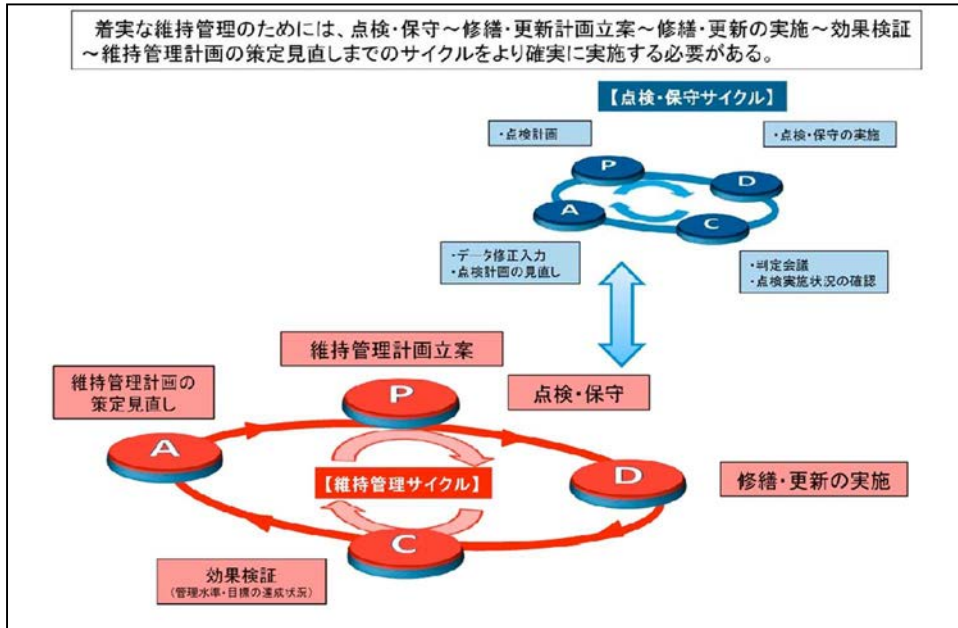 着実な維持管理のためには、点検・保守～修繕・更新計画立案～修繕・更新の実施～効果検証
～維持管理計画の策定見直しまでのサイクルをより確実に実施する必要がある。
【点検・保守サイクル】
・点検計画
・点検・保守の実施
P
D
A
C
・データ修正入力
・点検計画の見直し
・判定会議
・点検実施状況の確認
維持管理計画立案
維持管理計画の
策定見直し
点検・保守
P
A
【維持管理サイクル】
D
修繕・更新の実施
C
効果検証
(管理水準・目標の達成状況)